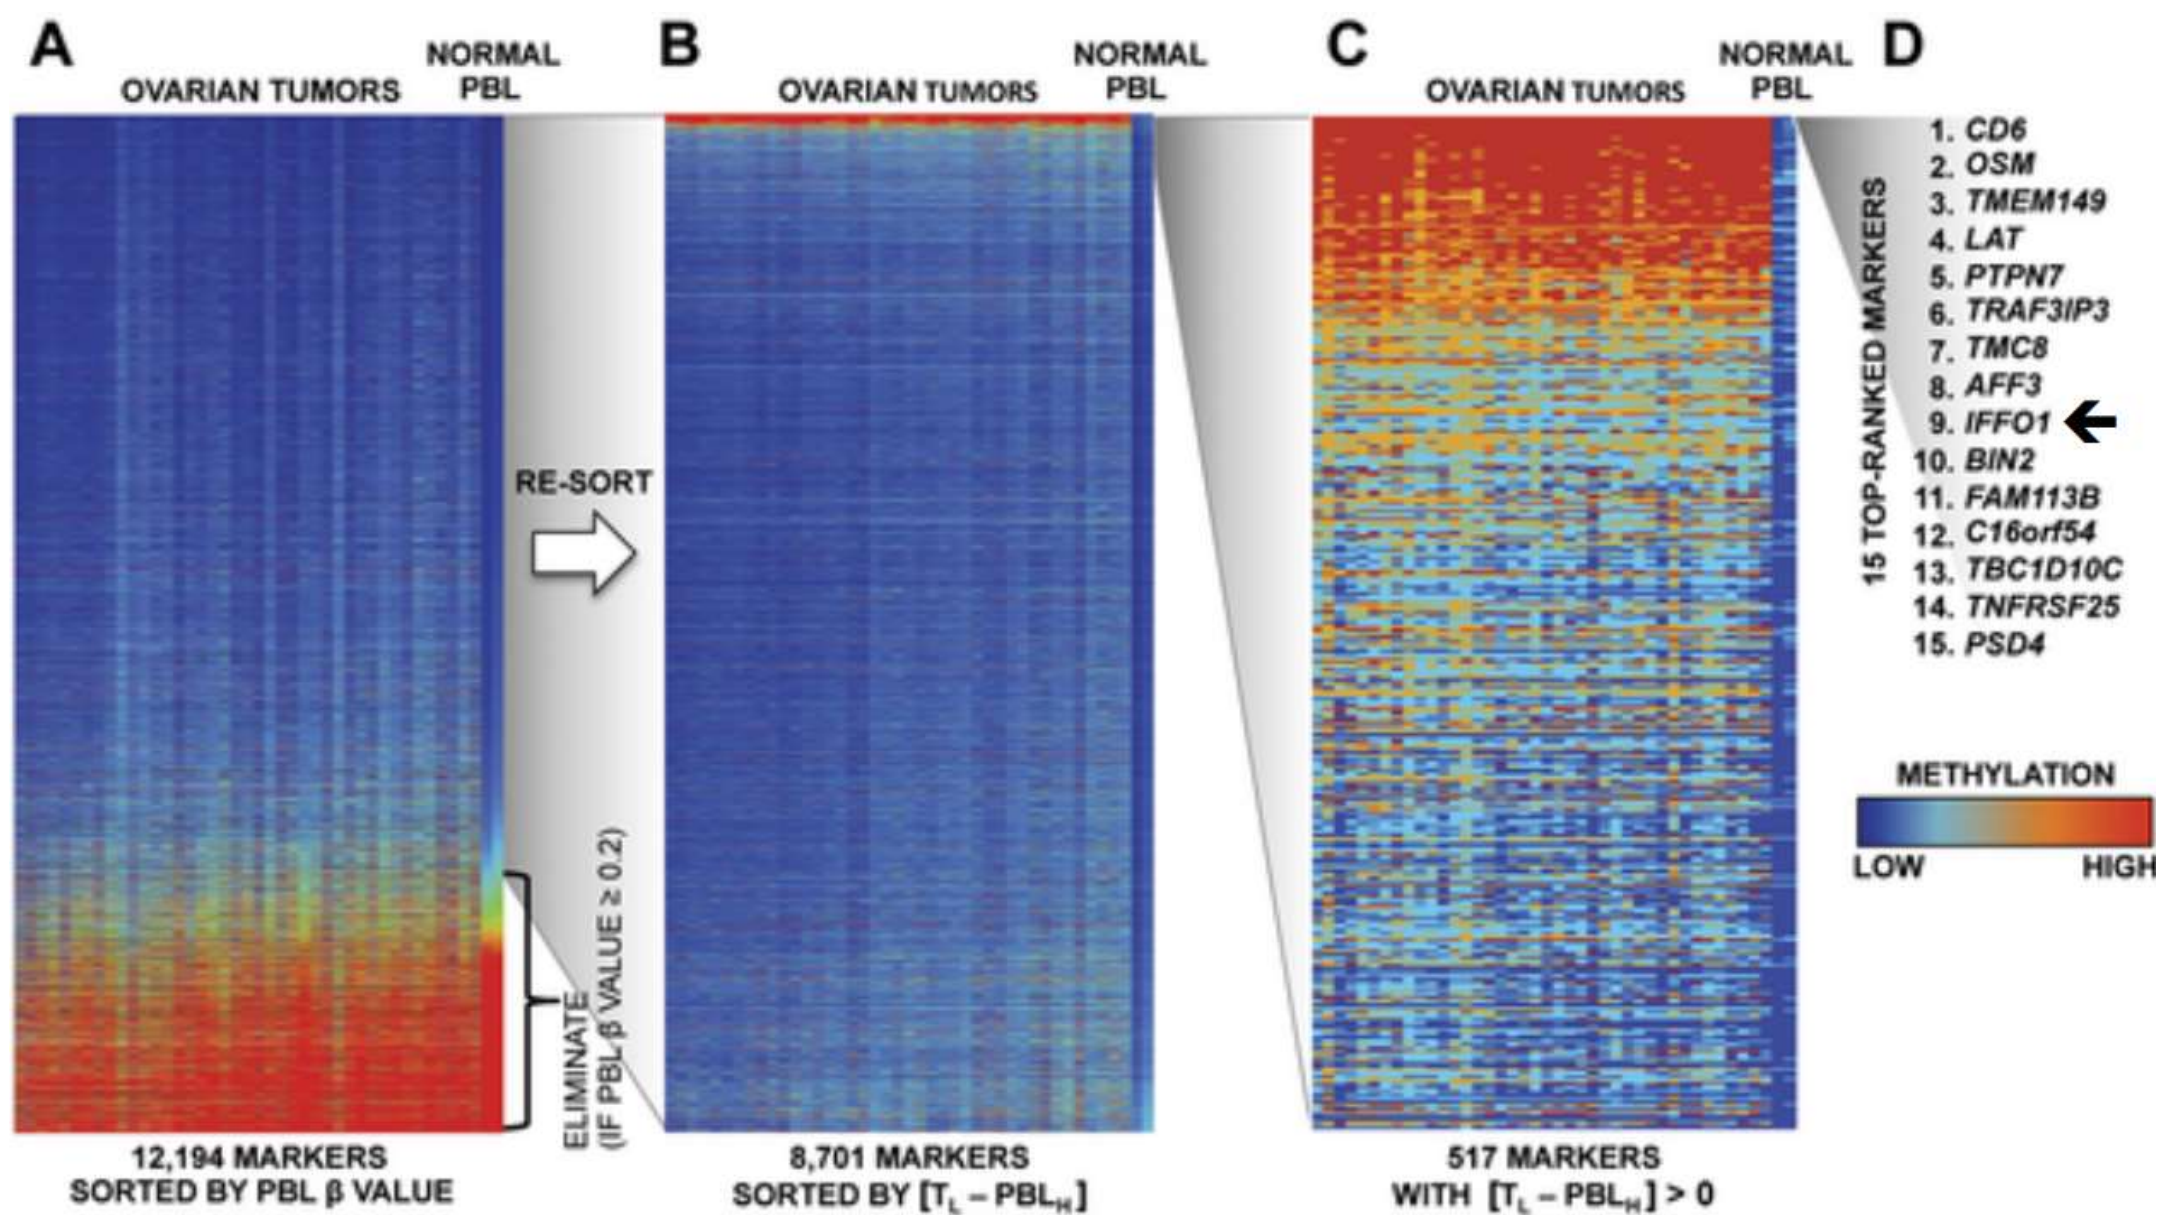 A
NORMAL
PBL
OVARIAN TUMORS
B
NORMAL
PBL
OVARIAN TUMORS
C
NORMAL
PBL
OVARIAN TUMORS
D
RE-SORT
ELIMINATE
(IF PBL β VALUE ≥ 0.2)
12,194 MARKERS
SORTED BY PBL β VALUE
8,701 MARKERS
SORTED BY [TL – PBLH]
517 MARKERS
WITH [TL – PBLH] > 0
15 TOP-RANKED MARKERS
1. CD6
2. OSM
3. TMEM149
4. LAT
5. PTPN7
6. TRAF3IP3
7. TMC8
8. AFF3
9. IFFO1
10. BIN2
11. FAM113B
12. C16orf54
13. TBC1D10C
14. TNFRSF25
15. PSD4
METHYLATION
LOW HIGH